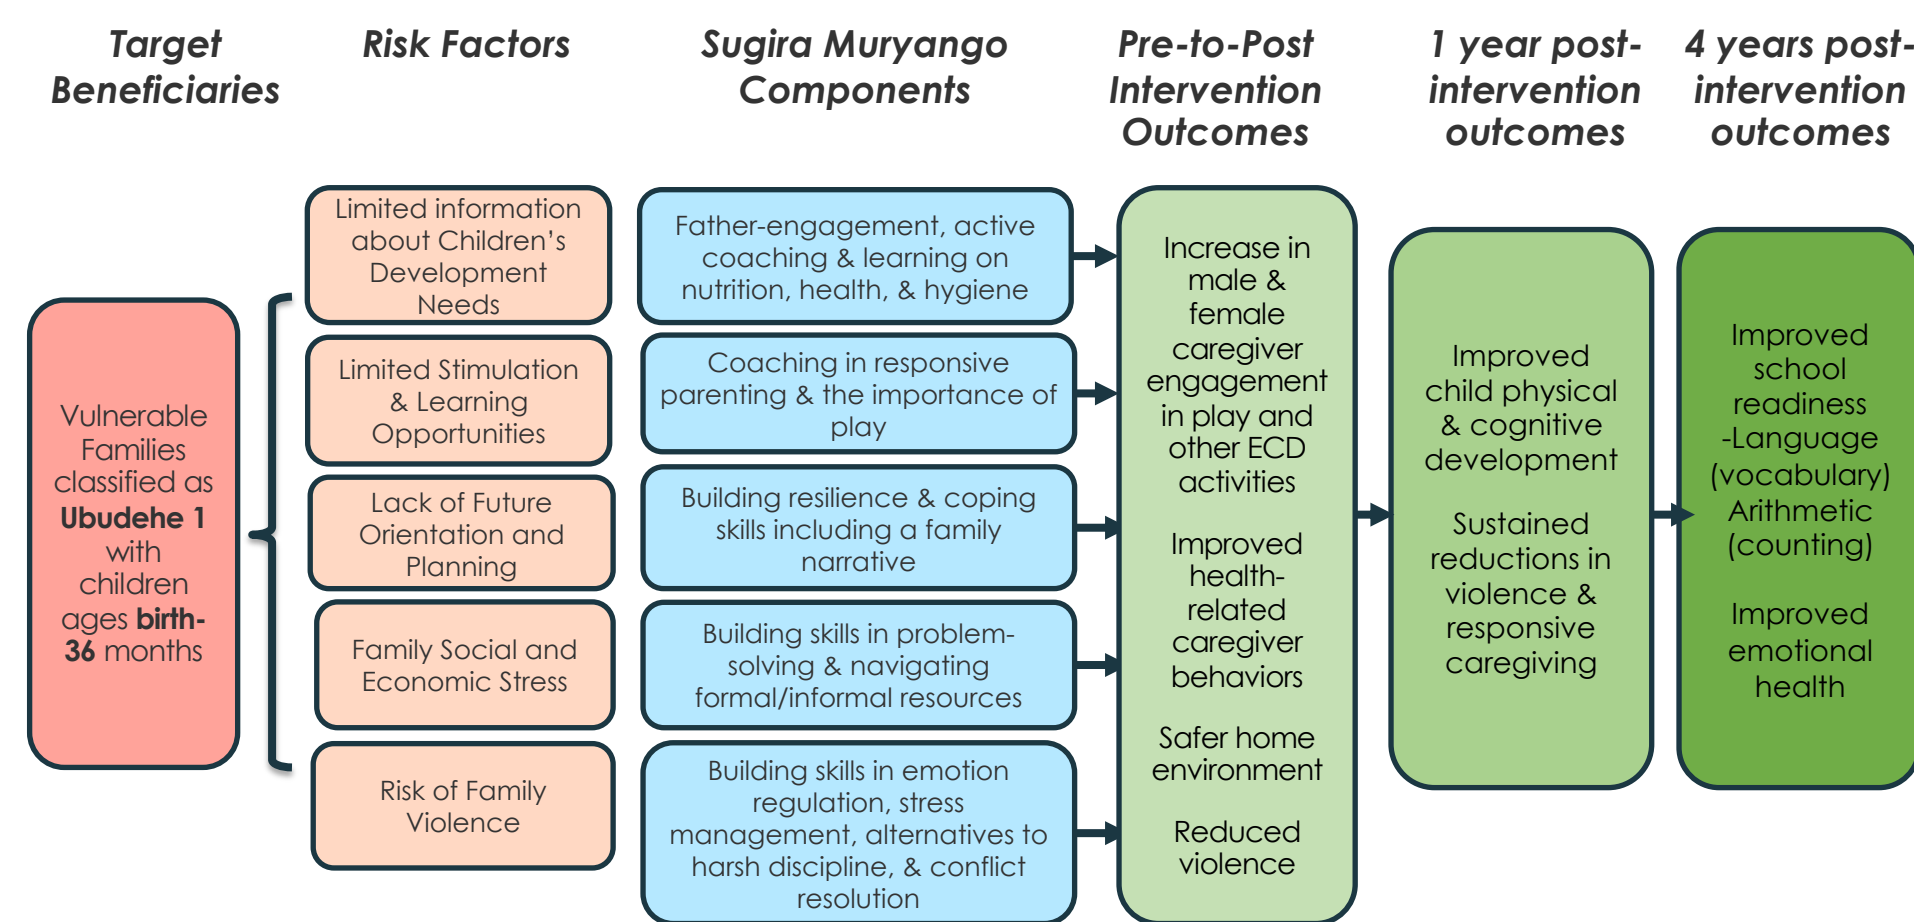 Target
Beneficiaries
Risk Factors
Sugira Muryango
Components
Pre-to-Post
Intervention
Outcomes
1 year post-
intervention
outcomes
4 years post-
intervention
outcomes
Vulnerable
Families
classified as
Ubudehe 1
with
children
ages birth-
36 months
Limited information
about Children’s
Development
Needs
Limited Stimulation
& Learning
Opportunities
Lack of Future
Orientation and
Planning
Family Social and
Economic Stress
Risk of Family
Violence
Father-engagement, active
coaching & learning on
nutrition, health, & hygiene
Coaching in responsive
parenting & the importance of
play
Building resilience & coping
skills including a family
narrative
Building skills in problem-
solving & navigating
formal/informal resources
Building skills in emotion
regulation, stress
management, alternatives to
harsh discipline, & conflict
resolution
Increase in
male &
female
caregiver
engagement
in play and
other ECD
activities
Improved
health-
related
caregiver
behaviors
Safer home
environment
Reduced
violence
Improved
child physical
& cognitive
development
Sustained
reductions in
violence &
responsive
caregiving
Improved
school
readiness
-Language
(vocabulary)
Arithmetic
(counting)
Improved
emotional
health